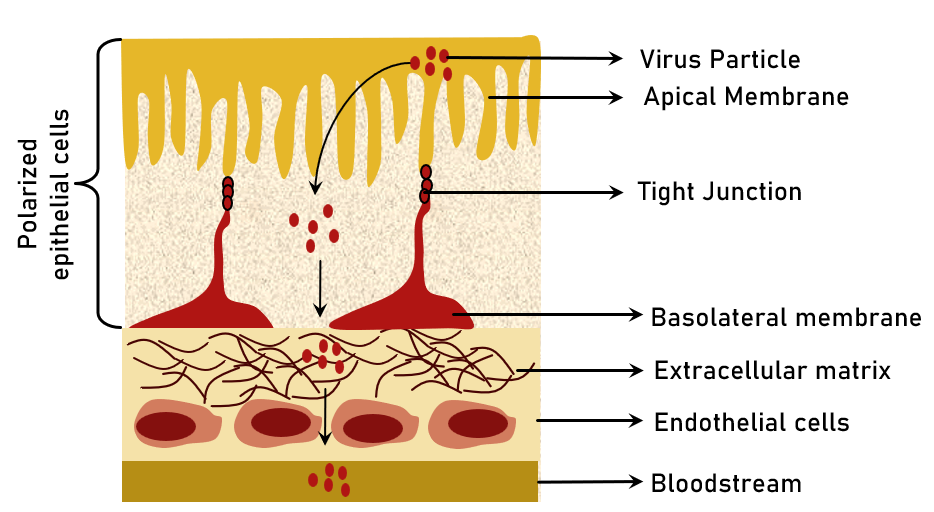 Polarized
epithelial cells
Virus Particle
Apical Membrane
Tight Junction
Basolateral membrane
Extracellular matrix
Endothelial cells
Bloodstream